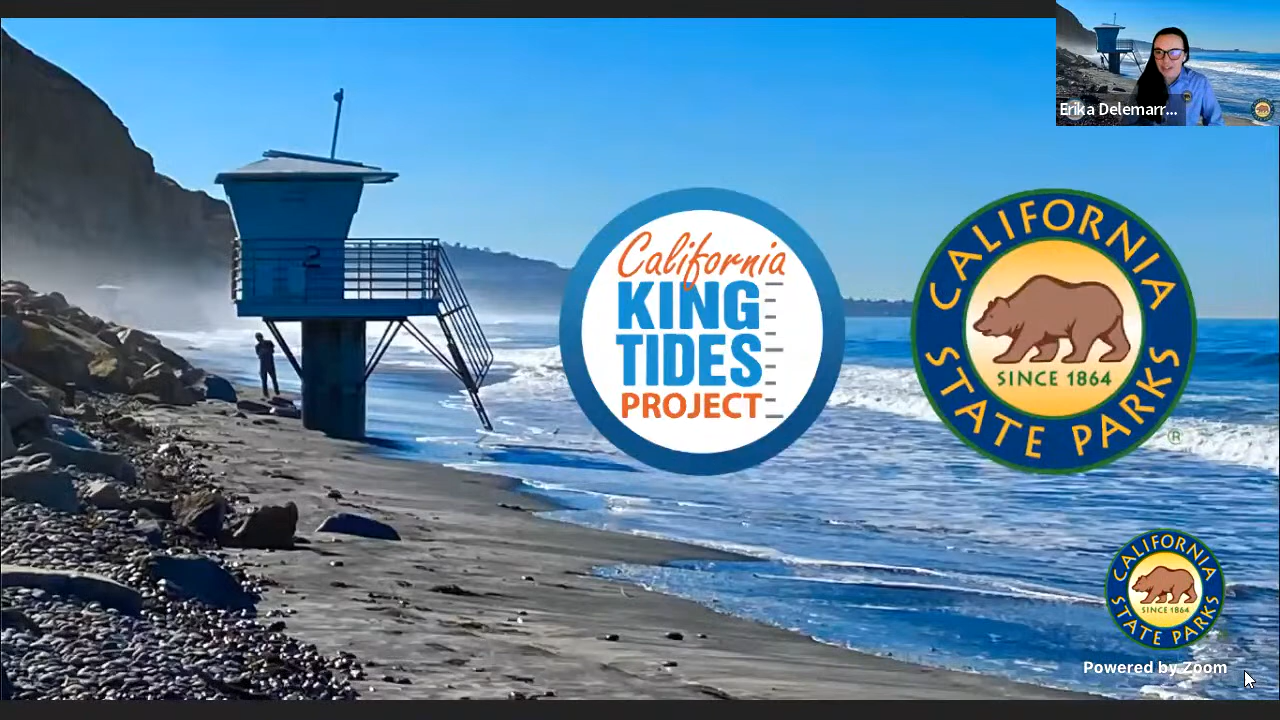 Erika Delemarr...
2
California
KING
TIDES
PROJECT
CALIFORNIA
STATE PARKS
SINCE 1864
®
CALIFORNIA
STATE PARKS
SINCE 1864
Powered by Zoom